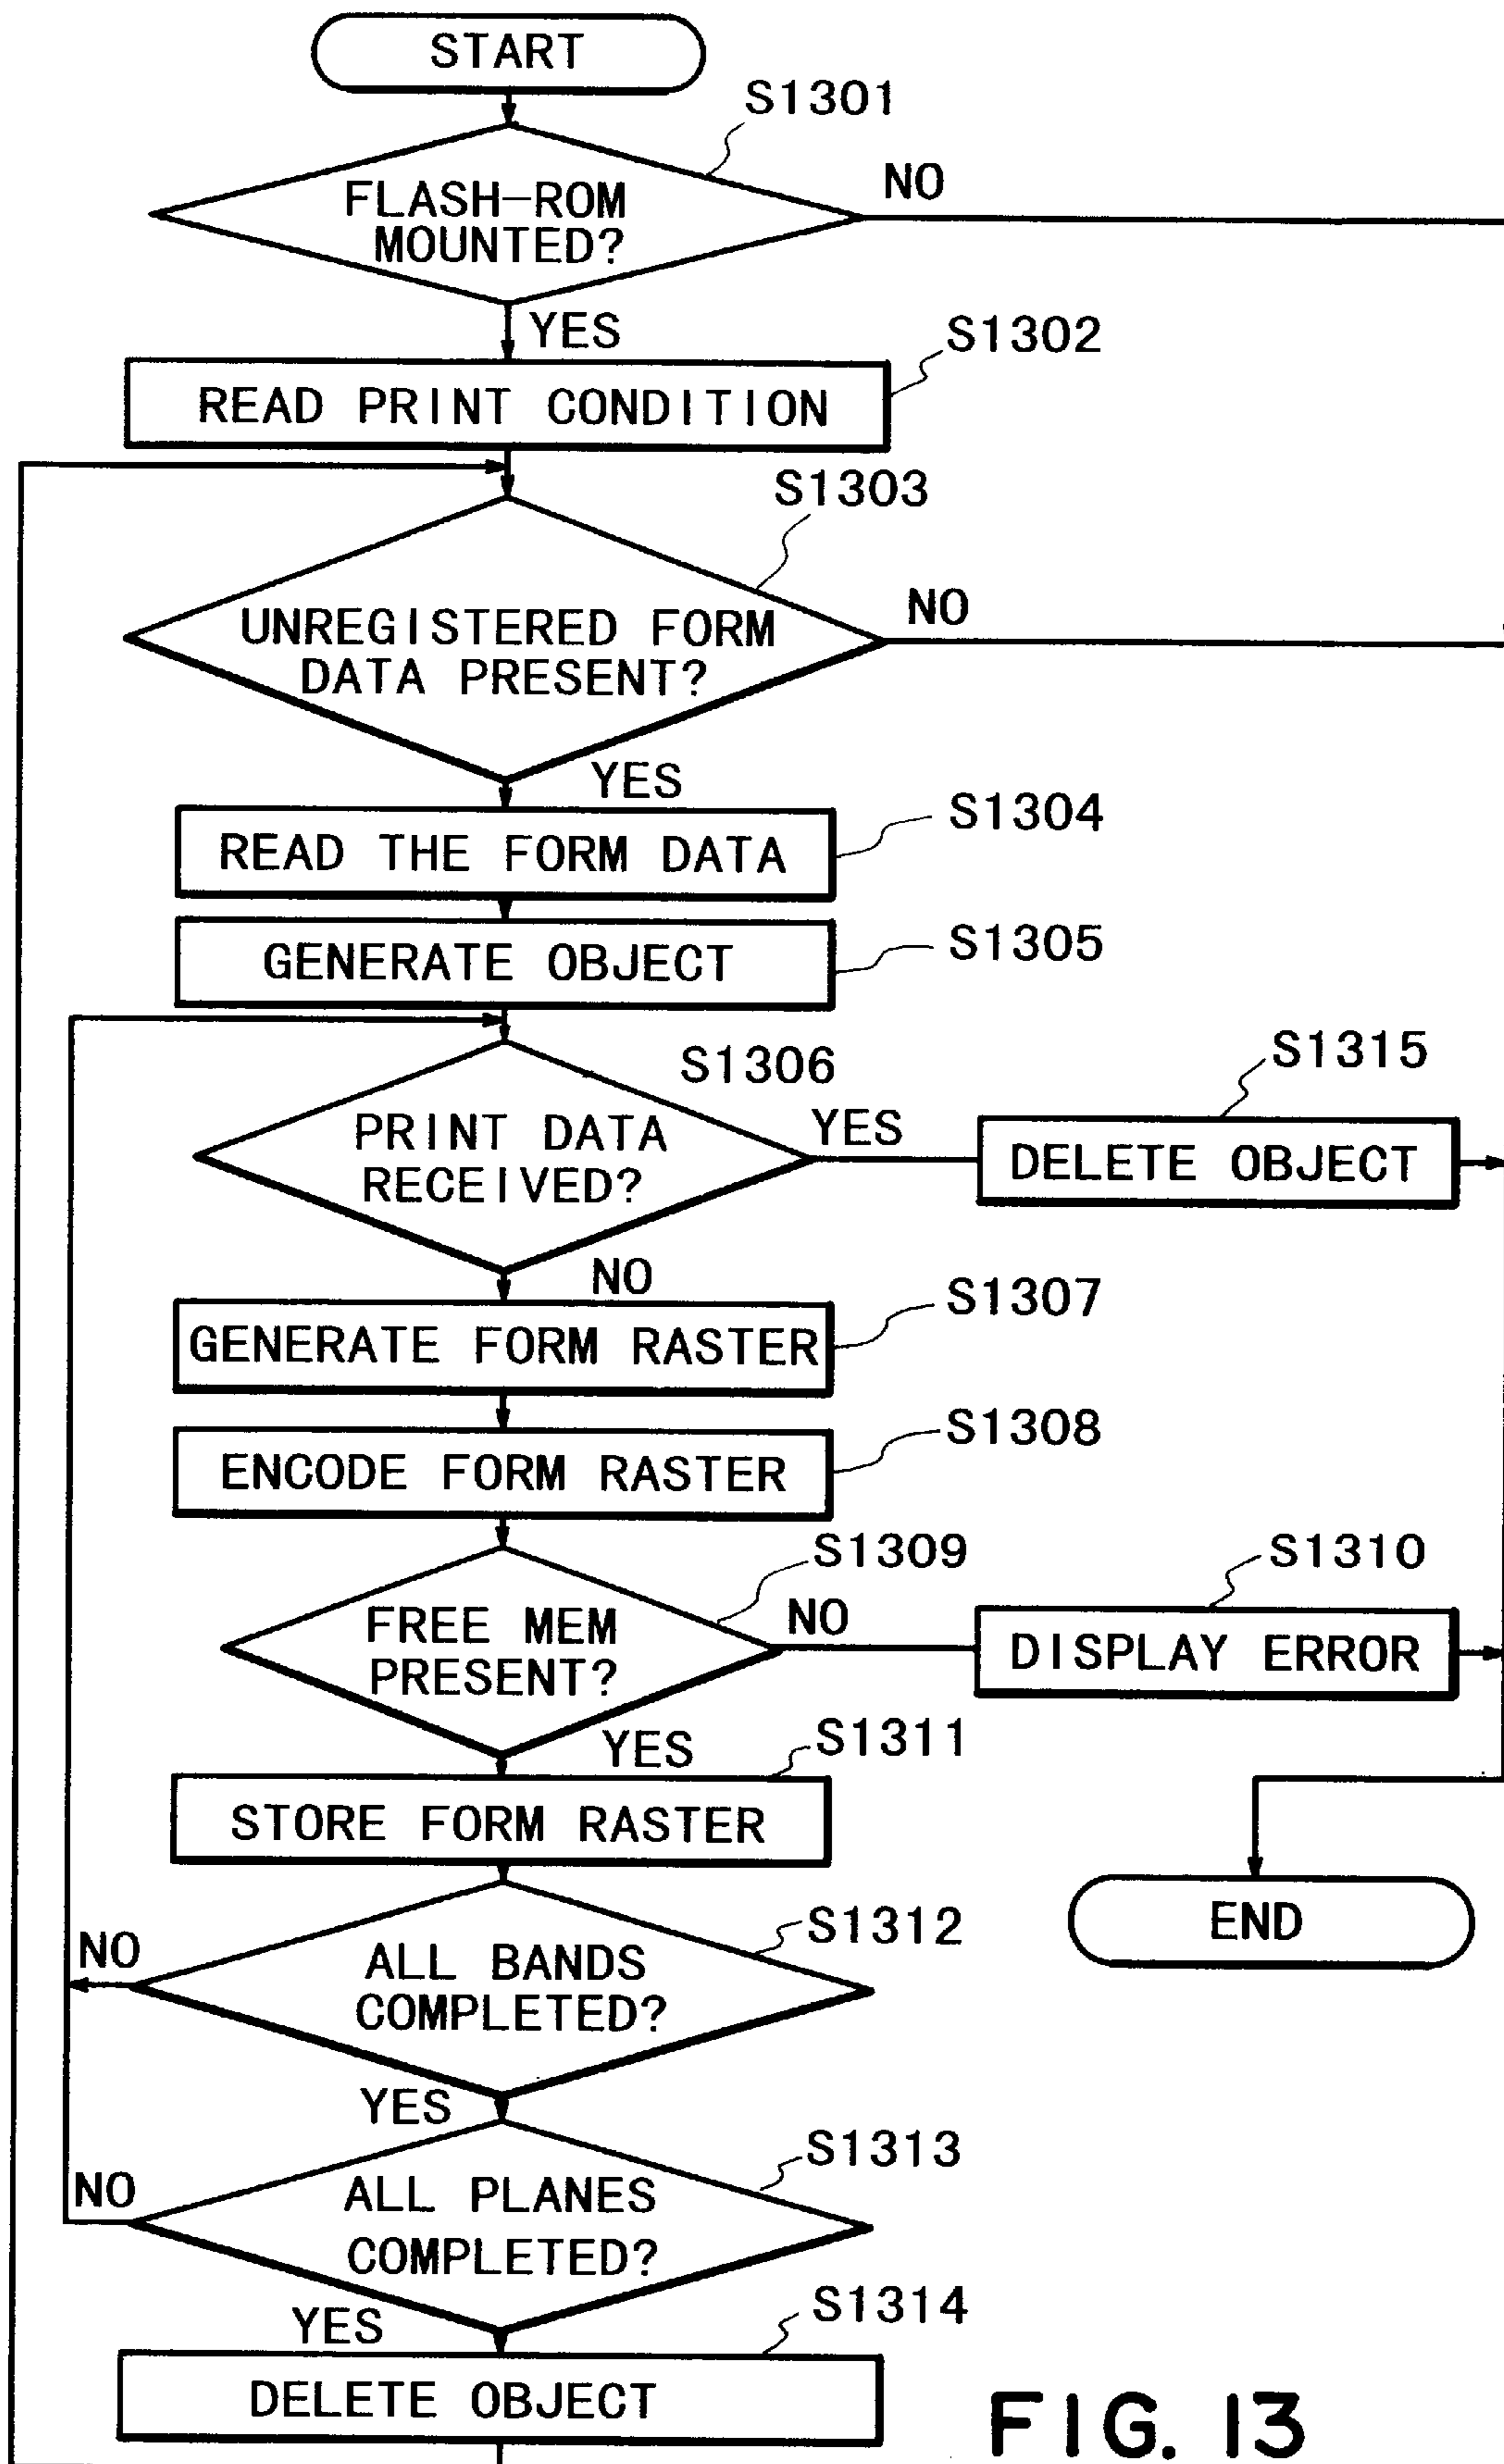 START
S1301
FLASH-ROM
MOUNTED?
NO
YES
S1302
READ PRINT CONDITION
S1303
UNREGISTERED FORM
DATA PRESENT?
NO
YES
S1304
READ THE FORM DATA
S1305
GENERATE OBJECT
S1306
PRINT DATA
RECEIVED?
YES
S1315
DELETE OBJECT
NO
S1307
GENERATE FORM RASTER
S1308
ENCODE FORM RASTER
S1309
FREE MEM
PRESENT?
NO
S1310
DISPLAY ERROR
YES
S1311
STORE FORM RASTER
S1312
ALL BANDS
COMPLETED?
NO
YES
END
S1313
ALL PLANES
COMPLETED?
NO
YES
S1314
DELETE OBJECT
FIG. 13